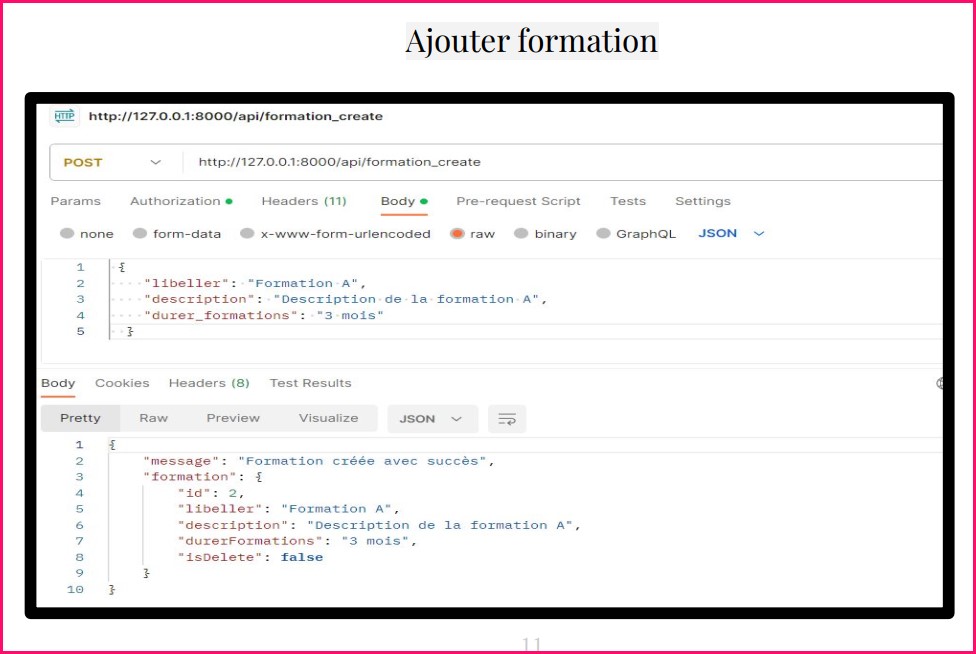 Ajouter formation
HTTP http://127.0.0.1:8000/api/formation_create
POST http://127.0.0.1:8000/api/formation_create
Params Authorization Headers (11) Body Pre-request Script Tests Settings
none form-data x-www-form-urlencoded raw binary GraphQL JSON
1 {
2 "libeller": "Formation A",
3 "description": "Description de la formation A",
4 "durer_formations": "3 mois"
5 }
Body Cookies Headers (8) Test Results
Pretty Raw Preview Visualize JSON
1 {
2 "message": "Formation créée avec succès",
3 "formation": {
4 "id": 2,
5 "libeller": "Formation A",
6 "description": "Description de la formation A",
7 "durerFormations": "3 mois",
8 "isDelete": false
9 }
10 }
11